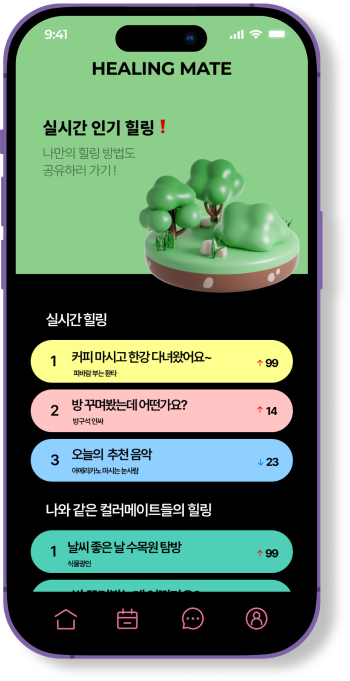 9:41
HEALING MATE
실시간 인기 힐링 !
나만의 힐링 방법도
공유하러 가기 !
실시간 힐링
1 커피 마시고 한강 다녀왔어요~ 99
피바람 부는 환타
2 방 꾸며봤는데 어떤가요? 14
방구석 인싸
3 오늘의 추천 음악 23
아메리카노 마시는 눈사람
나와 같은 컬러메이트들의 힐링
1 날씨 좋은 날 수목원 탐방 99
식물광인